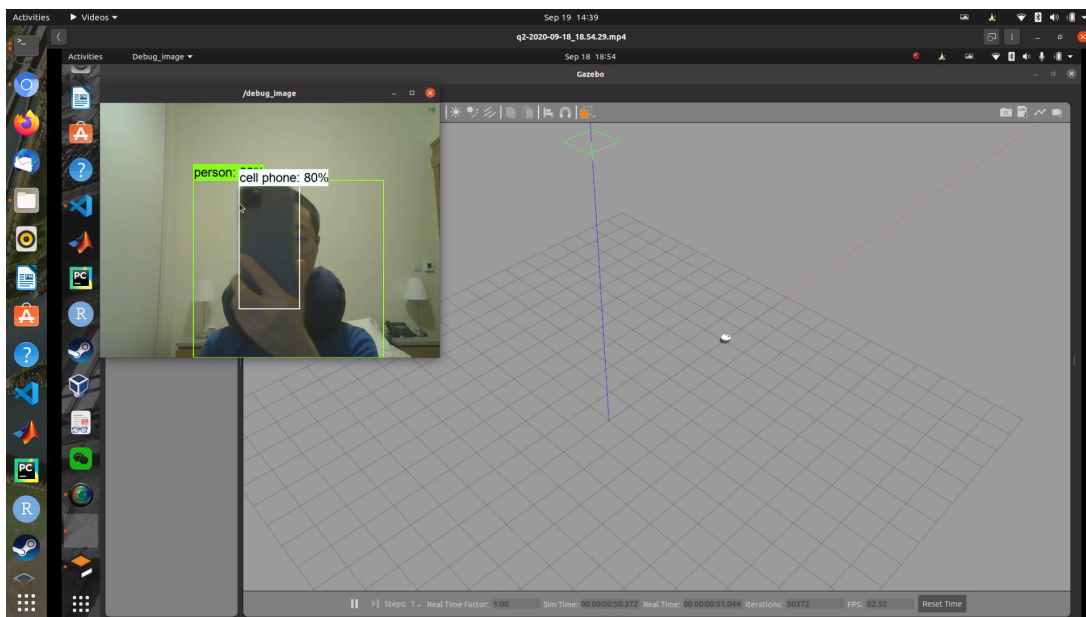 Activities Videos Sep 19 14:39
q2-2020-09-18_18.54.29.mp4
Activities Debug_image Sep 18 18:54
Gazebo
/debug_image
person:
cell phone: 80%
PC
R
PC
R
Steps: 1 Real Time Factor: 1.00 Sim Time: 00 00:00:50.372 Real Time: 00 00:00:51.044 Iterations: 50372 FPS: 62.52 Reset Time